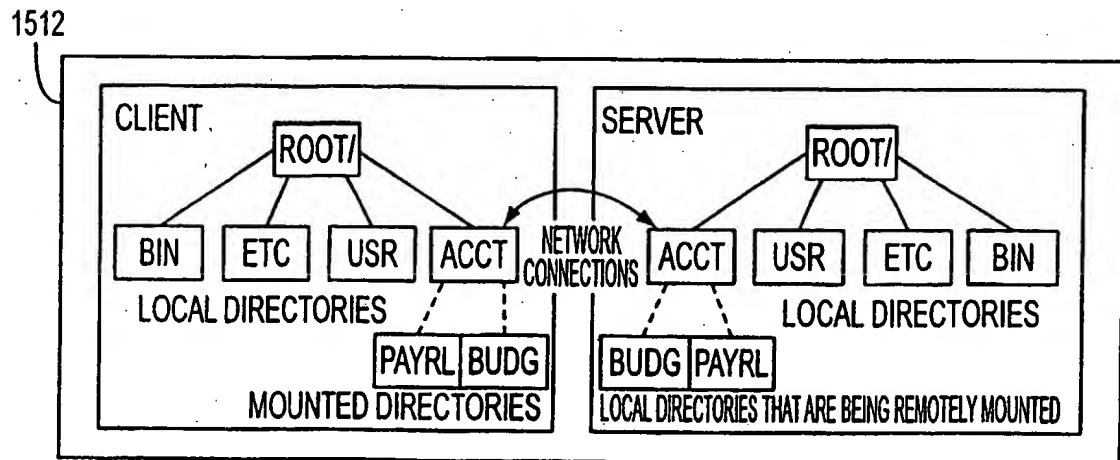 1512
CLIENT
ROOT/
BIN
ETC
USR
ACCT
LOCAL DIRECTORIES
PAYRL
BUDG
MOUNTED DIRECTORIES
NETWORK
CONNECTIONS
SERVER
ROOT/
ACCT
USR
ETC
BIN
LOCAL DIRECTORIES
BUDG
PAYRL
LOCAL DIRECTORIES THAT ARE BEING REMOTELY MOUNTED